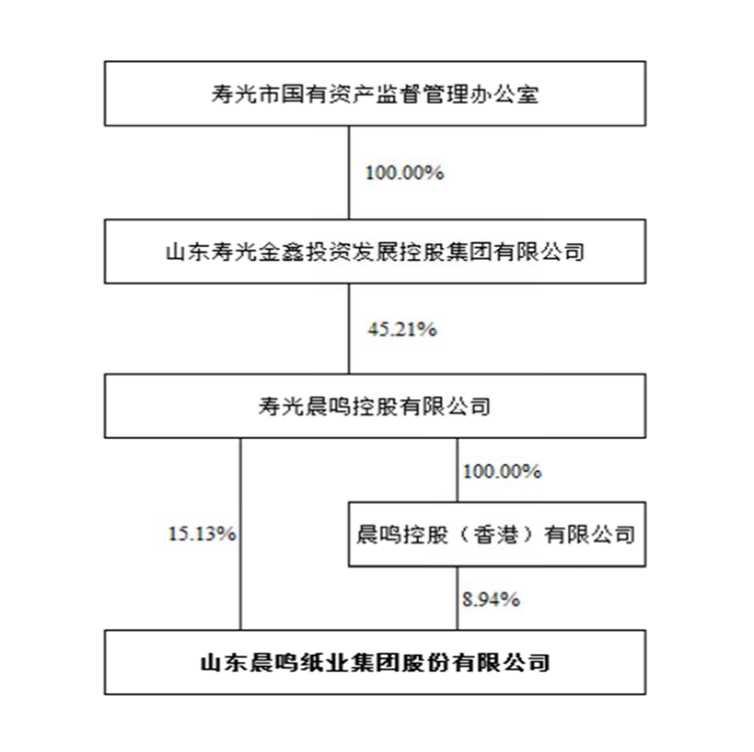 寿光市国有资产监督管理办公室
100.00%
山东寿光金鑫投资发展控股集团有限公司
45.21%
寿光晨鸣控股有限公司
100.00%
15.13%
晨鸣控股（香港）有限公司
8.94%
山东晨鸣纸业集团股份有限公司